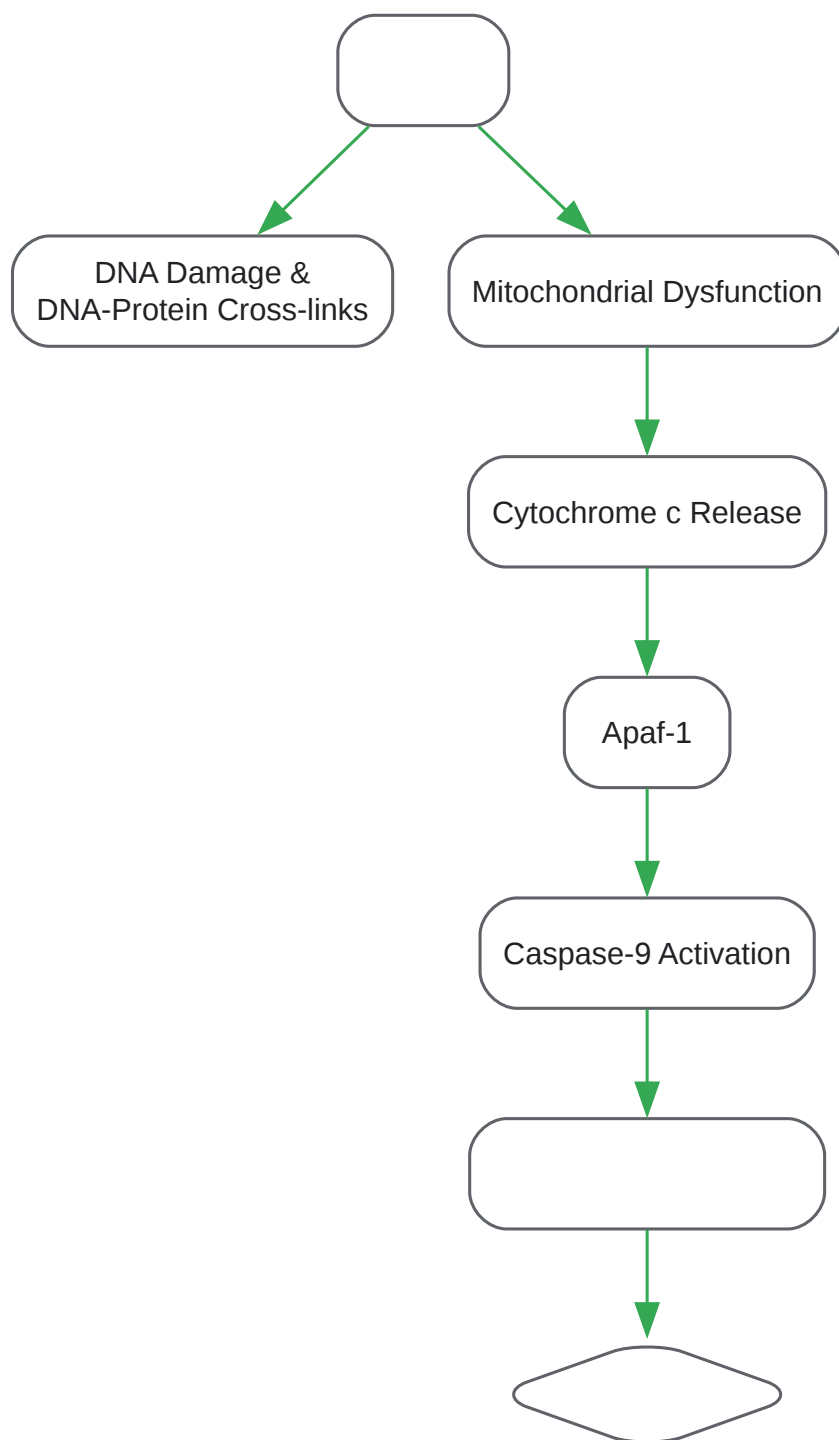 DNA Damage &
DNA-Protein Cross-links
Mitochondrial Dysfunction
Cytochrome c Release
Apaf-1
Caspase-9 Activation